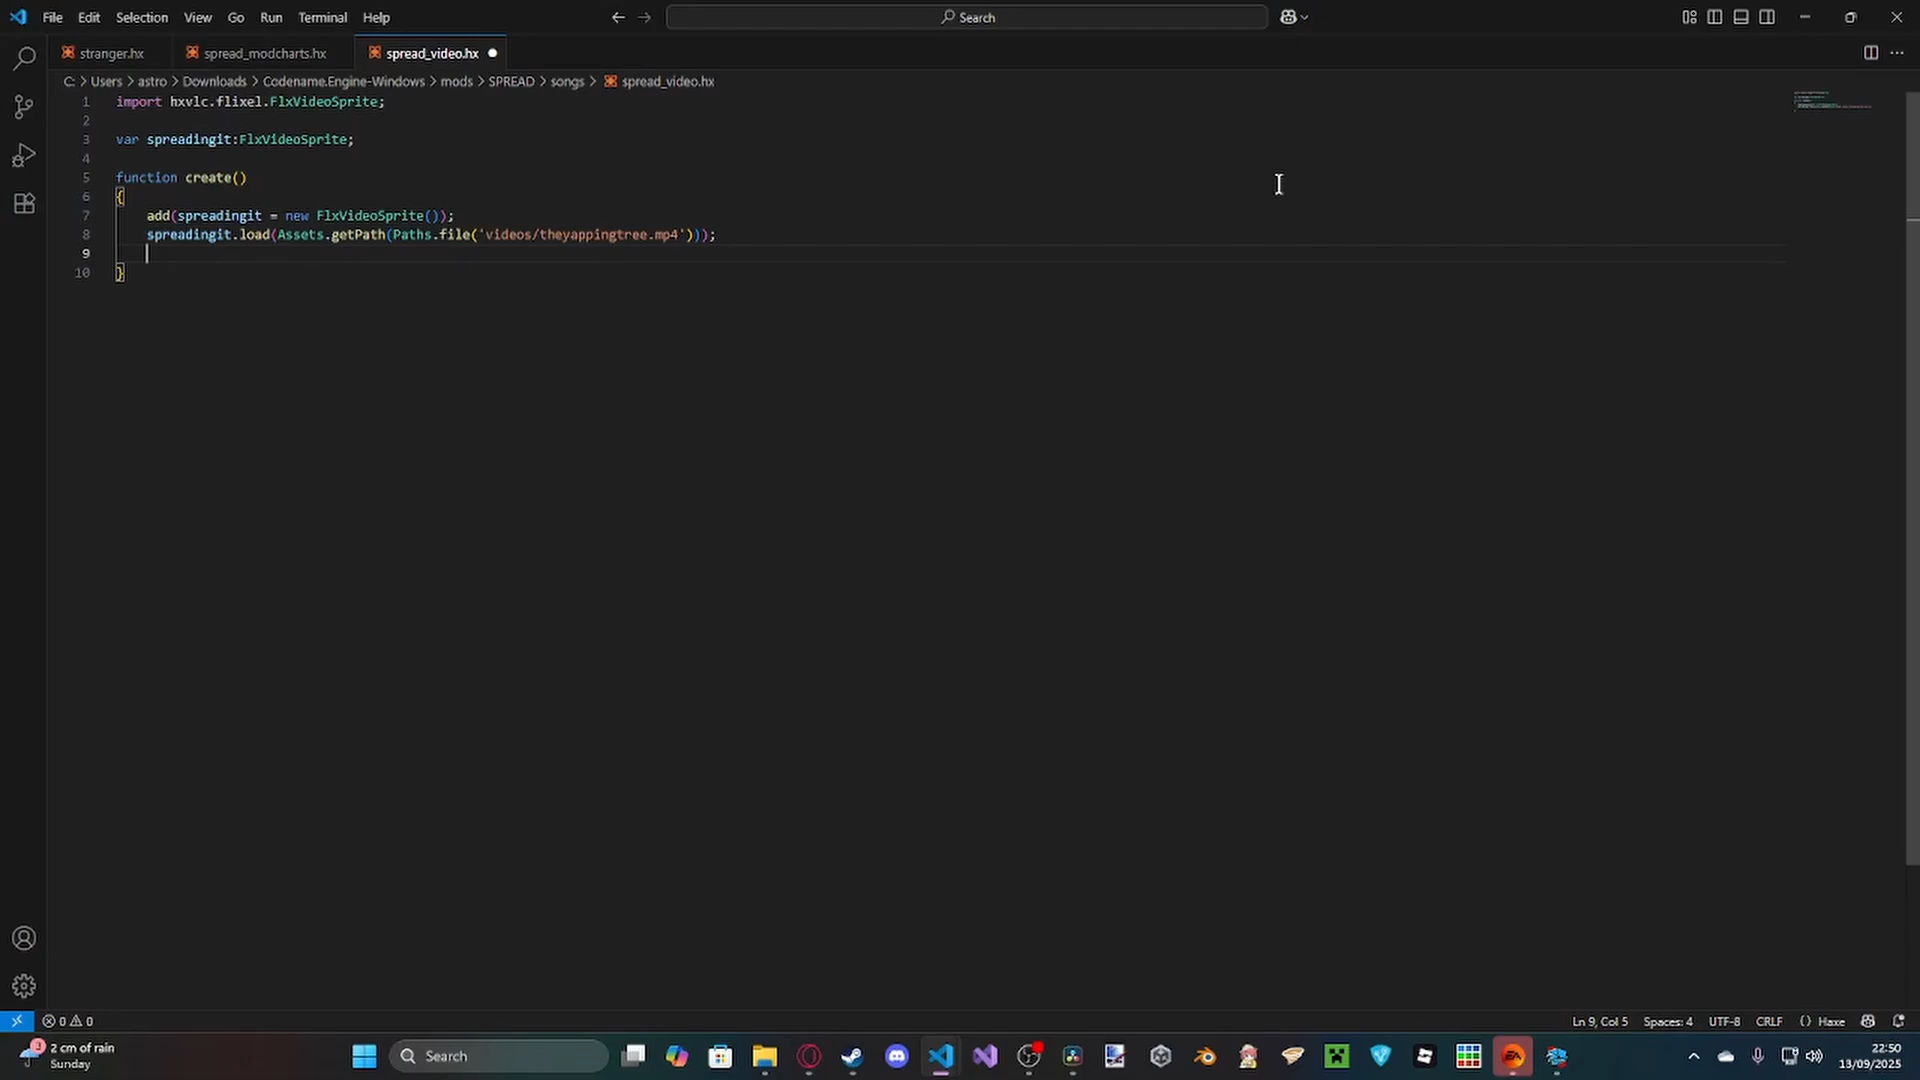 File Edit Selection View Go Run Terminal Help
Search
stranger.hx spread_modcharts.hx spread_video.hx
C: > Users > astro > Downloads > Codename.Engine-Windows > mods > SPREAD > songs > spread_video.hx
1 import hxvlc.flixel.FlxVideoSprite;
2
3 var spreadingit:FlxVideoSprite;
4
5 function create()
6 {
7 add(spreadingit = new FlxVideoSprite());
8 spreadingit.load(Assets.getPath(Paths.file('videos/theyappingtree.mp4')));
9
10 }
0 0 Ln 9, Col 5 Spaces: 4 UTF-8 CRLF {} Haxe
3 2 cm of rain
Sunday
Search
EA
22:50
13/09/2025